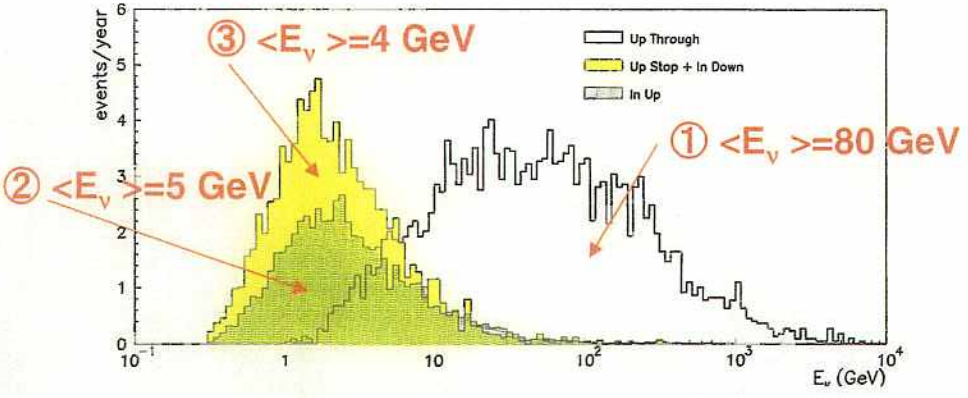 6
5
4
3
2
1
0
events/year
③ <Eν >=4 GeV
Up Through
Up Stop + In Down
In Up
① <Eν >=80 GeV
② <Eν >=5 GeV
10⁻¹
1
10
10²
10³
10⁴
Eν (GeV)